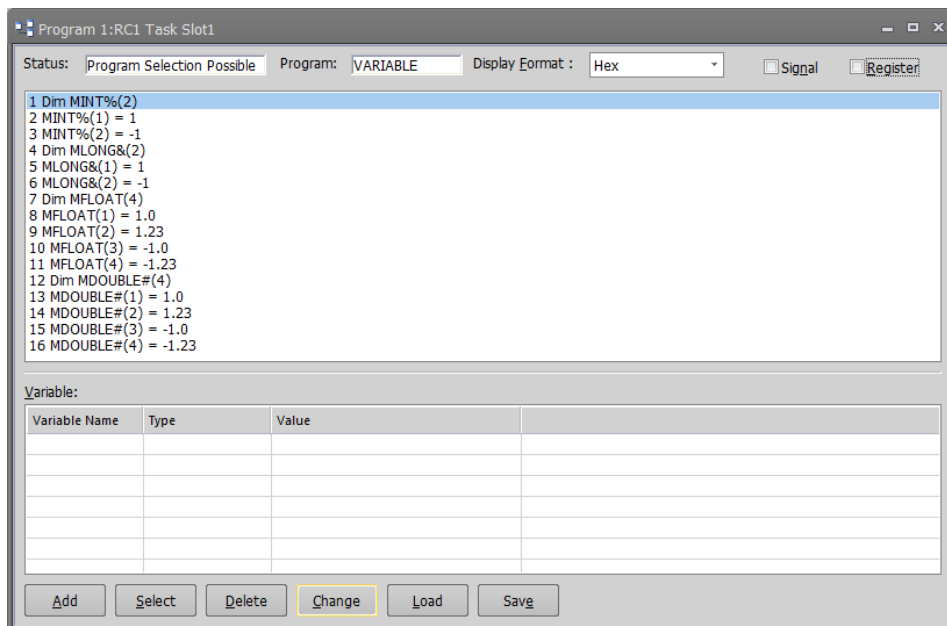 Program 1:RC1 Task Slot1
Status: Program Selection Possible Program: VARIABLE Display Format : Hex Signal Register
1 Dim MINT%(2)
2 MINT%(1) = 1
3 MINT%(2) = -1
4 Dim MLONG&(2)
5 MLONG&(1) = 1
6 MLONG&(2) = -1
7 Dim MFLOAT(4)
8 MFLOAT(1) = 1.0
9 MFLOAT(2) = 1.23
10 MFLOAT(3) = -1.0
11 MFLOAT(4) = -1.23
12 Dim MDOUBLE#(4)
13 MDOUBLE#(1) = 1.0
14 MDOUBLE#(2) = 1.23
15 MDOUBLE#(3) = -1.0
16 MDOUBLE#(4) = -1.23
Variable:
Variable Name Type Value
Add Select Delete Change Load Save